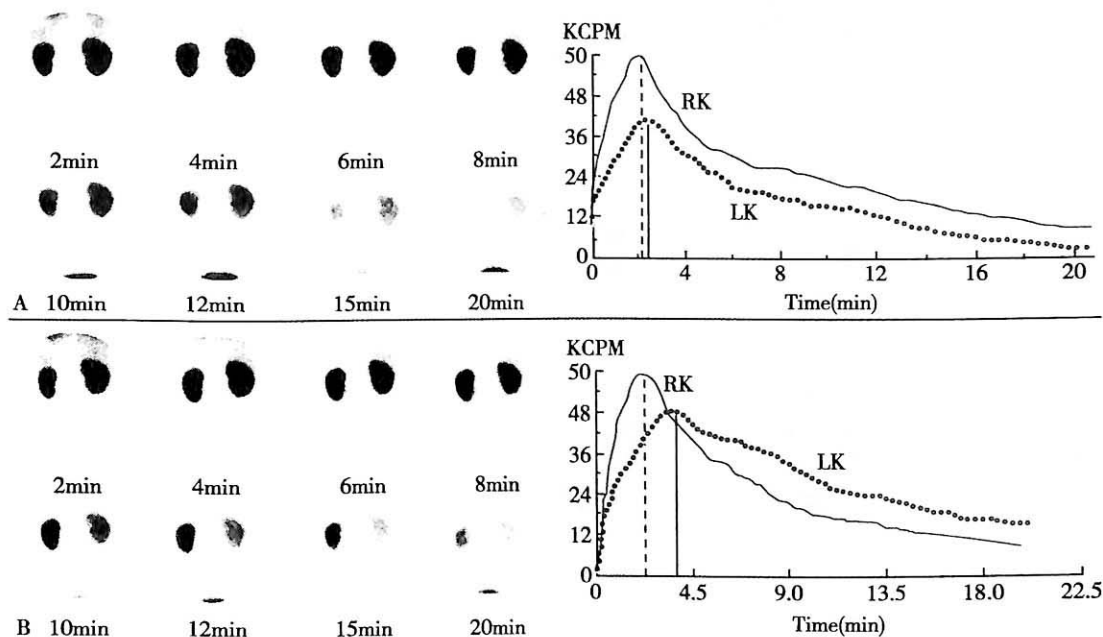 KCPM
50
48
36
24
12
0
RK
LK
0 4 8 12 16 20
Time(min)
2min 4min 6min 8min
A 10min 12min 15min 20min
KCPM
50
48
36
24
12
0
RK
LK
0 4.5 9.0 13.5 18.0 22.5
Time(min)
2min 4min 6min 8min
B 10min 12min 15min 20min